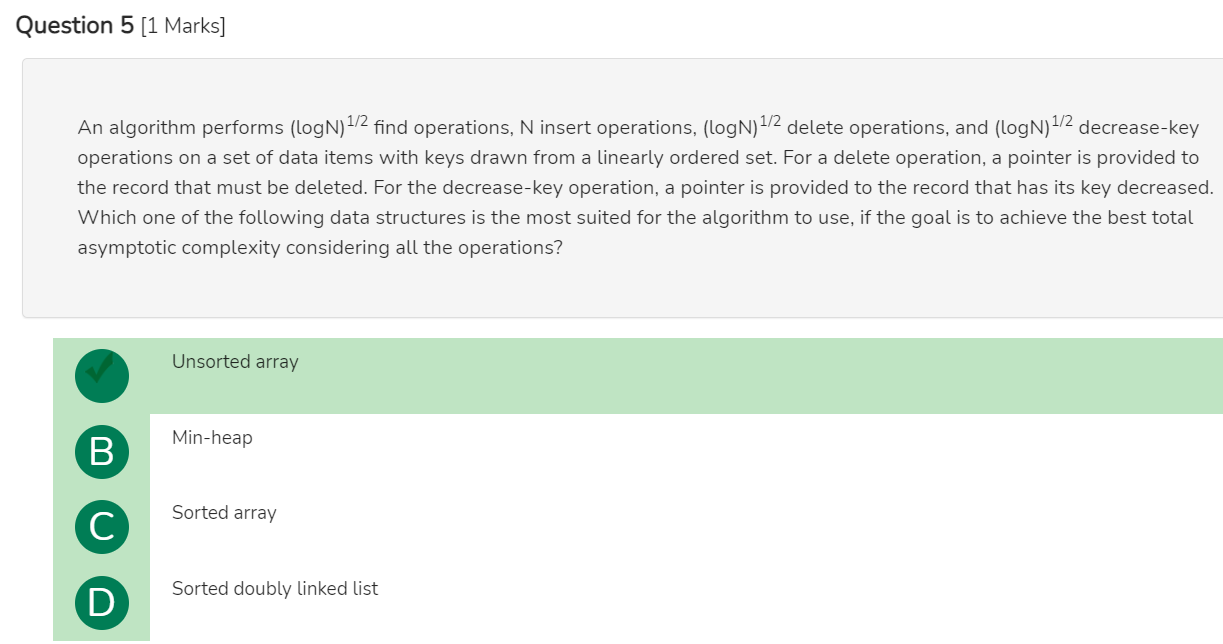 Question 5 [1 Marks]
An algorithm performs (logN)^1/2 find operations, N insert operations, (logN)^1/2 delete operations, and (logN)^1/2 decrease-key
operations on a set of data items with keys drawn from a linearly ordered set. For a delete operation, a pointer is provided to
the record that must be deleted. For the decrease-key operation, a pointer is provided to the record that has its key decreased.
Which one of the following data structures is the most suited for the algorithm to use, if the goal is to achieve the best total
asymptotic complexity considering all the operations?
Unsorted array
B Min-heap
C Sorted array
D Sorted doubly linked list